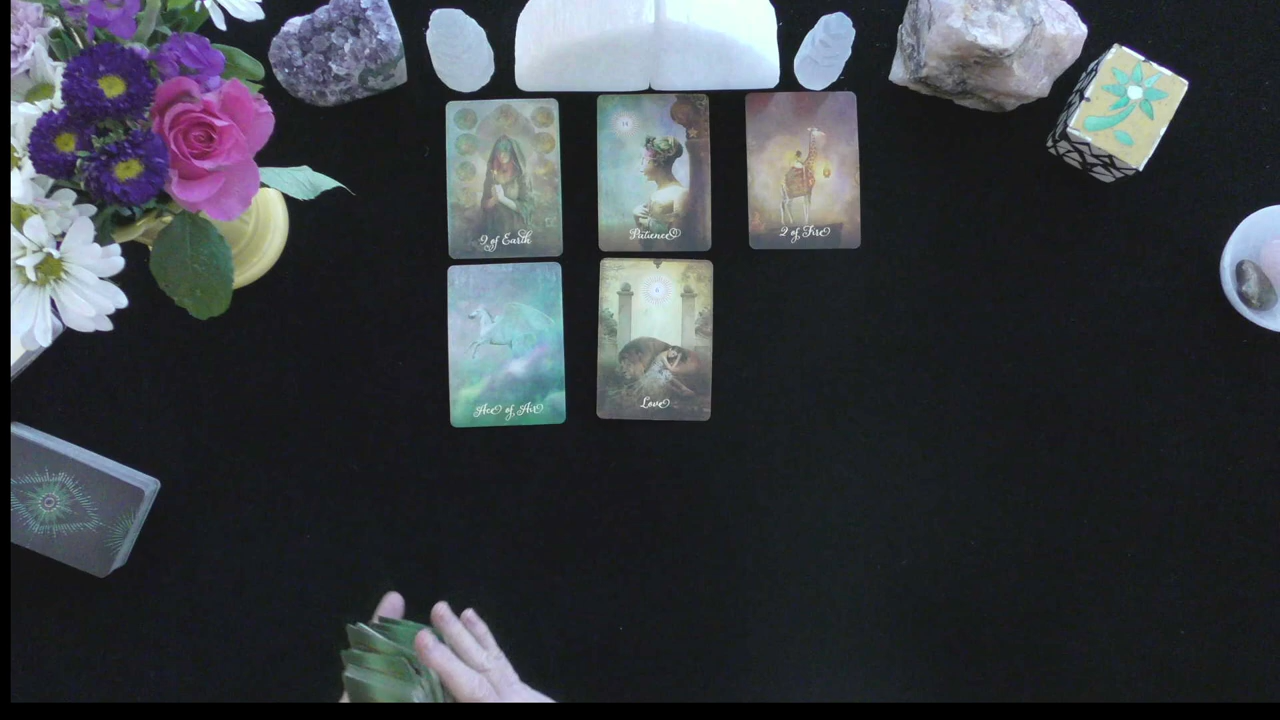 9 of Earth
Patience
2 of Fire
Ace of Air
Love